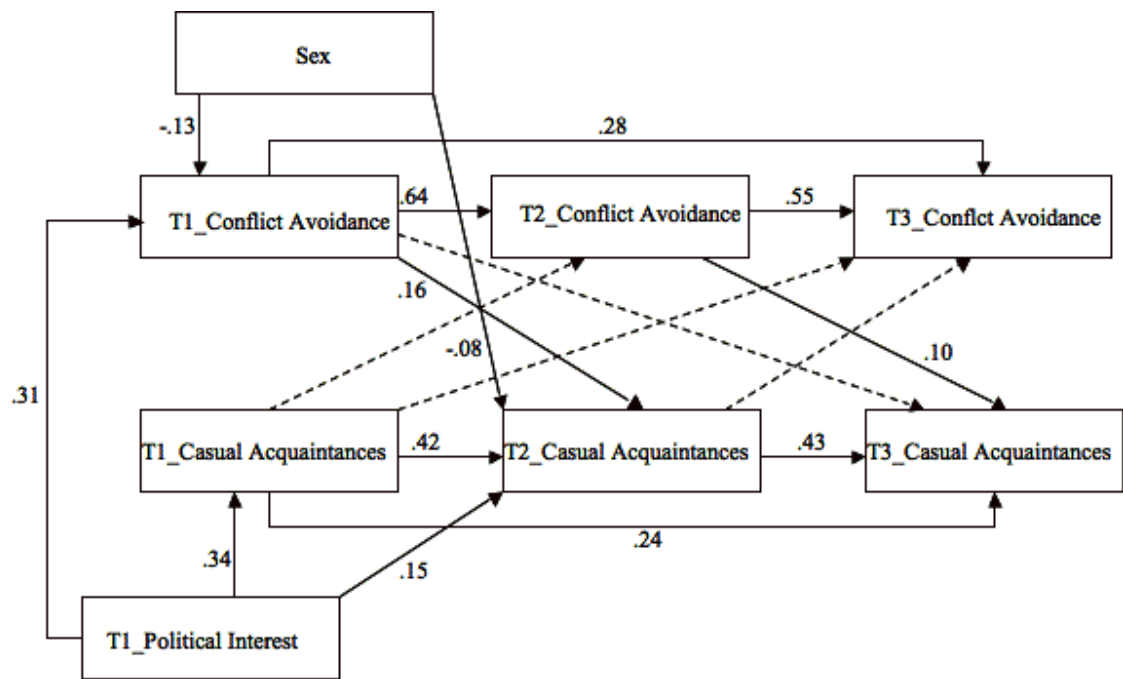 Sex
-.13
.28
T1_Conflict Avoidance
.64
T2_Conflict Avoidance
.55
T3_Conflct Avoidance
.16
-.08
.10
.31
T1_Casual Acquaintances
.42
T2_Casual Acquaintances
.43
T3_Casual Acquaintances
.24
.34
.15
T1_Political Interest